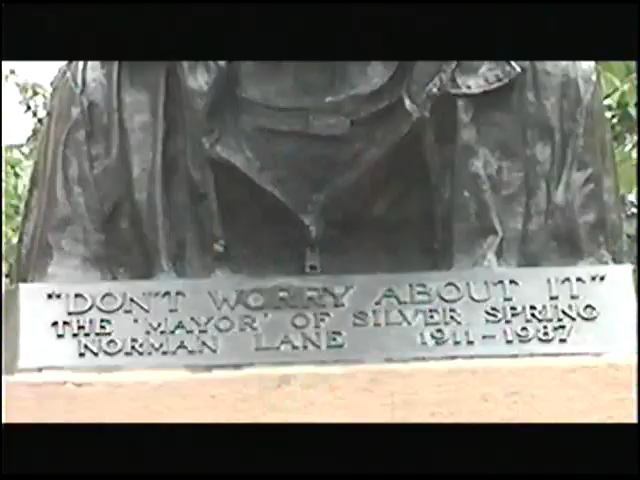 "DON'T WORRY ABOUT IT"
THE 'MAYOR' OF SILVER SPRING
NORMAN LANE 1911-1987